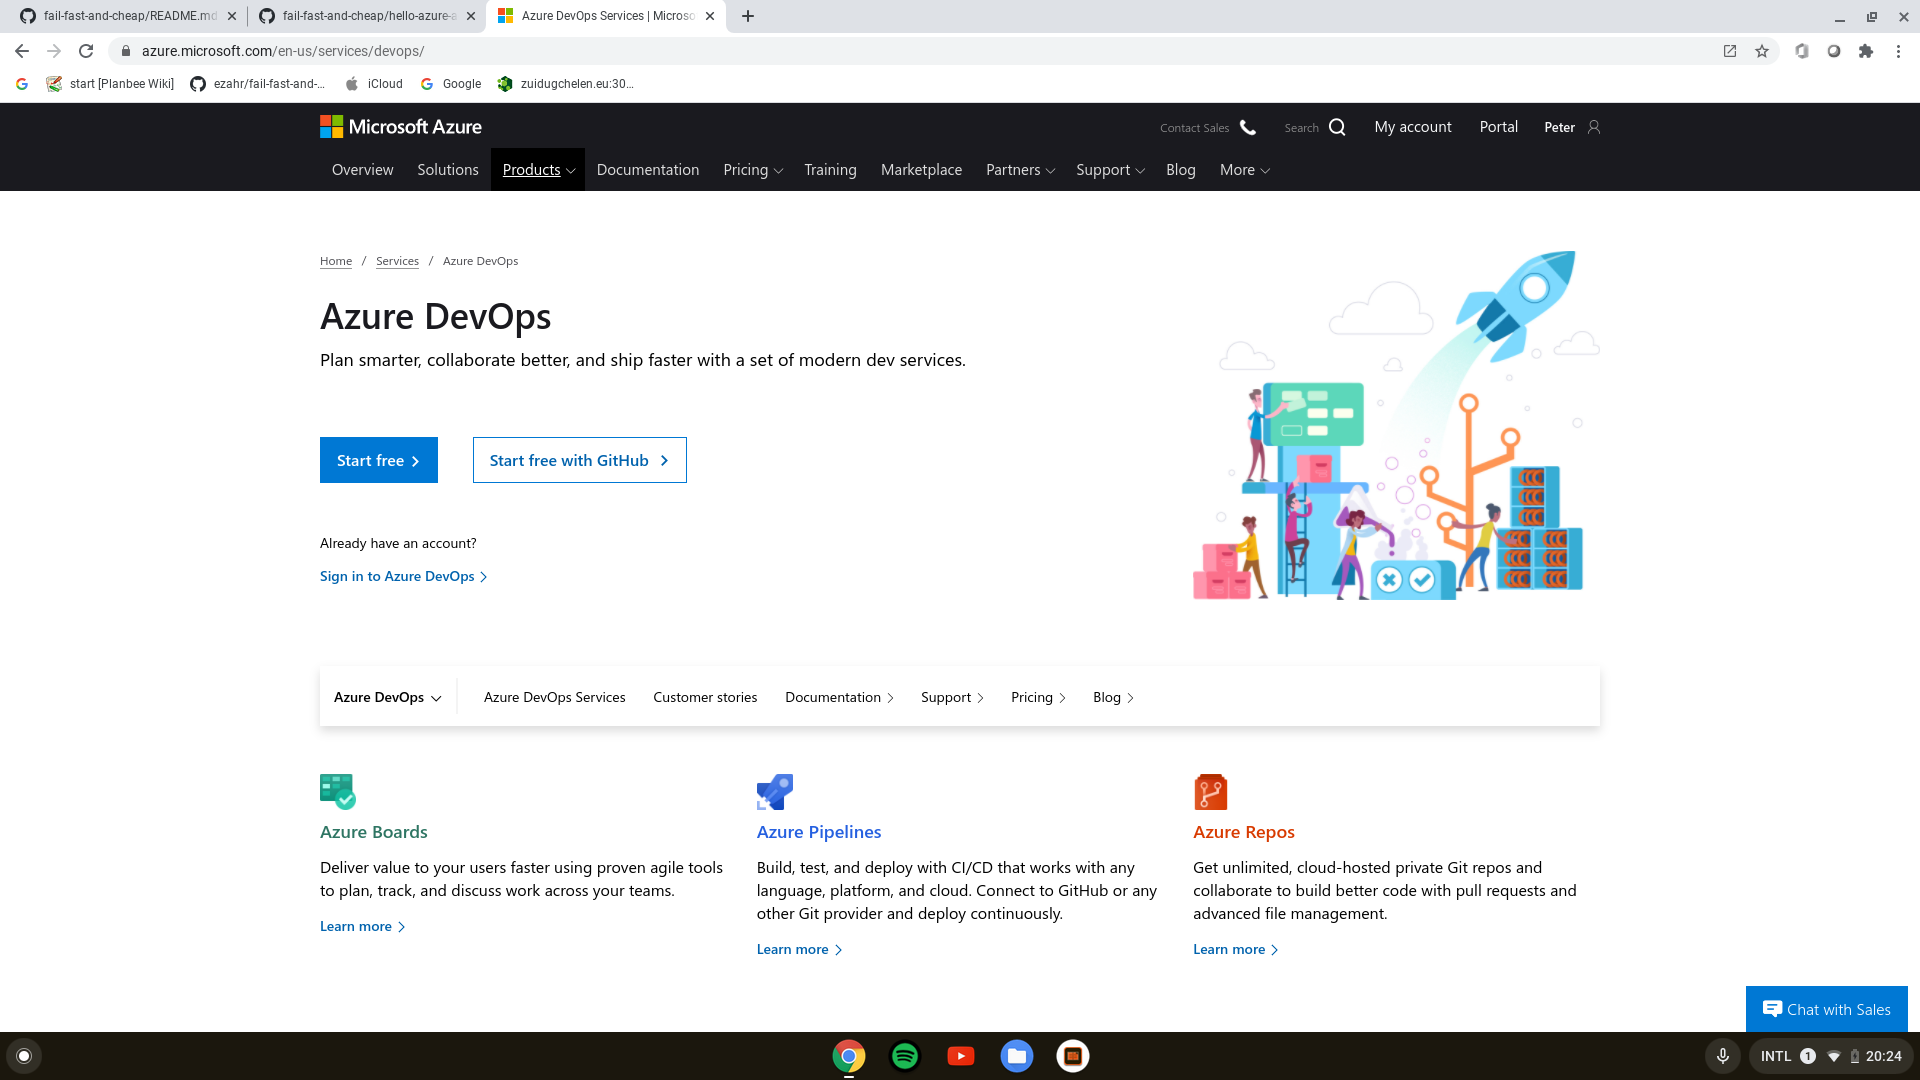 fail-fast-and-cheap/README.md
fail-fast-and-cheap/hello-azure-a
Azure DevOps Services | Microso
azure.microsoft.com/en-us/services/devops/
start [Planbee Wiki]
ezahr/fail-fast-and-...
iCloud
Google
zuidugchelen.eu:30...
Microsoft Azure
Contact Sales
Search
My account
Portal
Peter
Overview
Solutions
Products
Documentation
Pricing
Training
Marketplace
Partners
Support
Blog
More
Home / Services / Azure DevOps
Azure DevOps
Plan smarter, collaborate better, and ship faster with a set of modern dev services.
Start free
Start free with GitHub
Already have an account?
Sign in to Azure DevOps
Azure DevOps
Azure DevOps Services
Customer stories
Documentation
Support
Pricing
Blog
Azure Boards
Deliver value to your users faster using proven agile tools
to plan, track, and discuss work across your teams.
Learn more
Azure Pipelines
Build, test, and deploy with CI/CD that works with any
language, platform, and cloud. Connect to GitHub or any
other Git provider and deploy continuously.
Learn more
Azure Repos
Get unlimited, cloud-hosted private Git repos and
collaborate to build better code with pull requests and
advanced file management.
Learn more
Chat with Sales
INTL 1 20:24